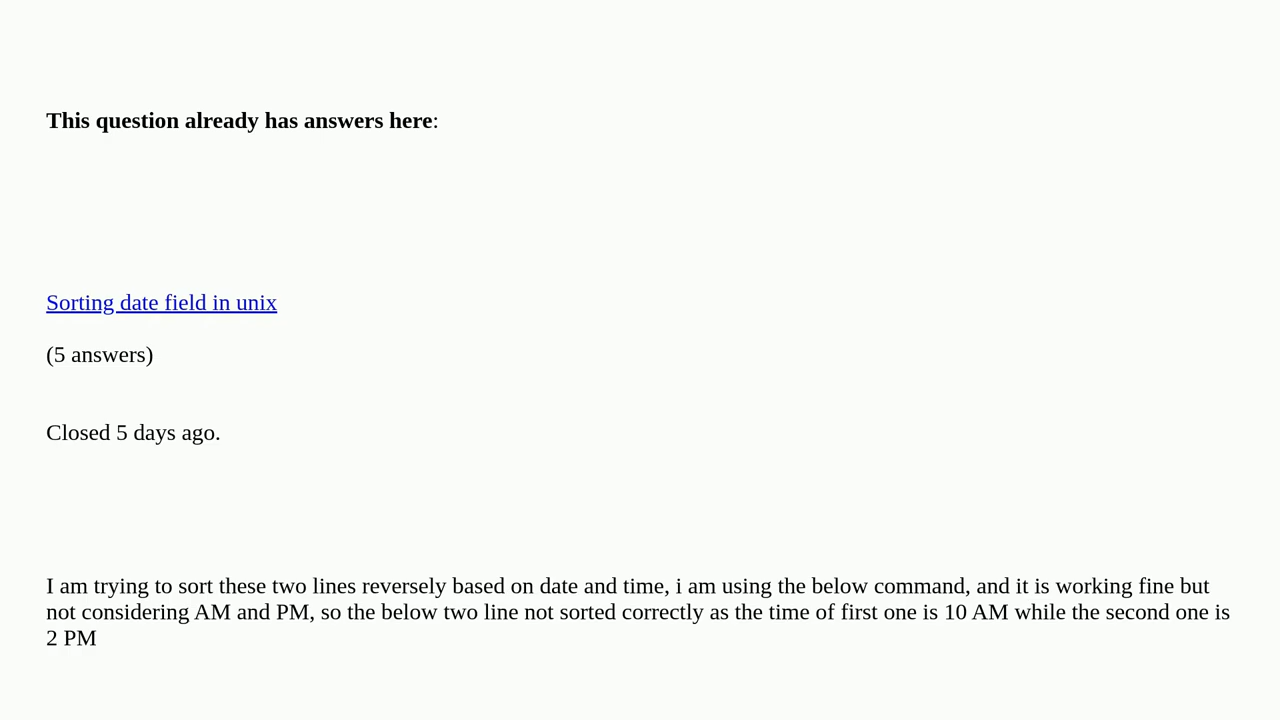 This question already has answers here:
Sorting date field in unix
(5 answers)
Closed 5 days ago.
I am trying to sort these two lines reversely based on date and time, i am using the below command, and it is working fine but
not considering AM and PM, so the below two line not sorted correctly as the time of first one is 10 AM while the second one is
2 PM